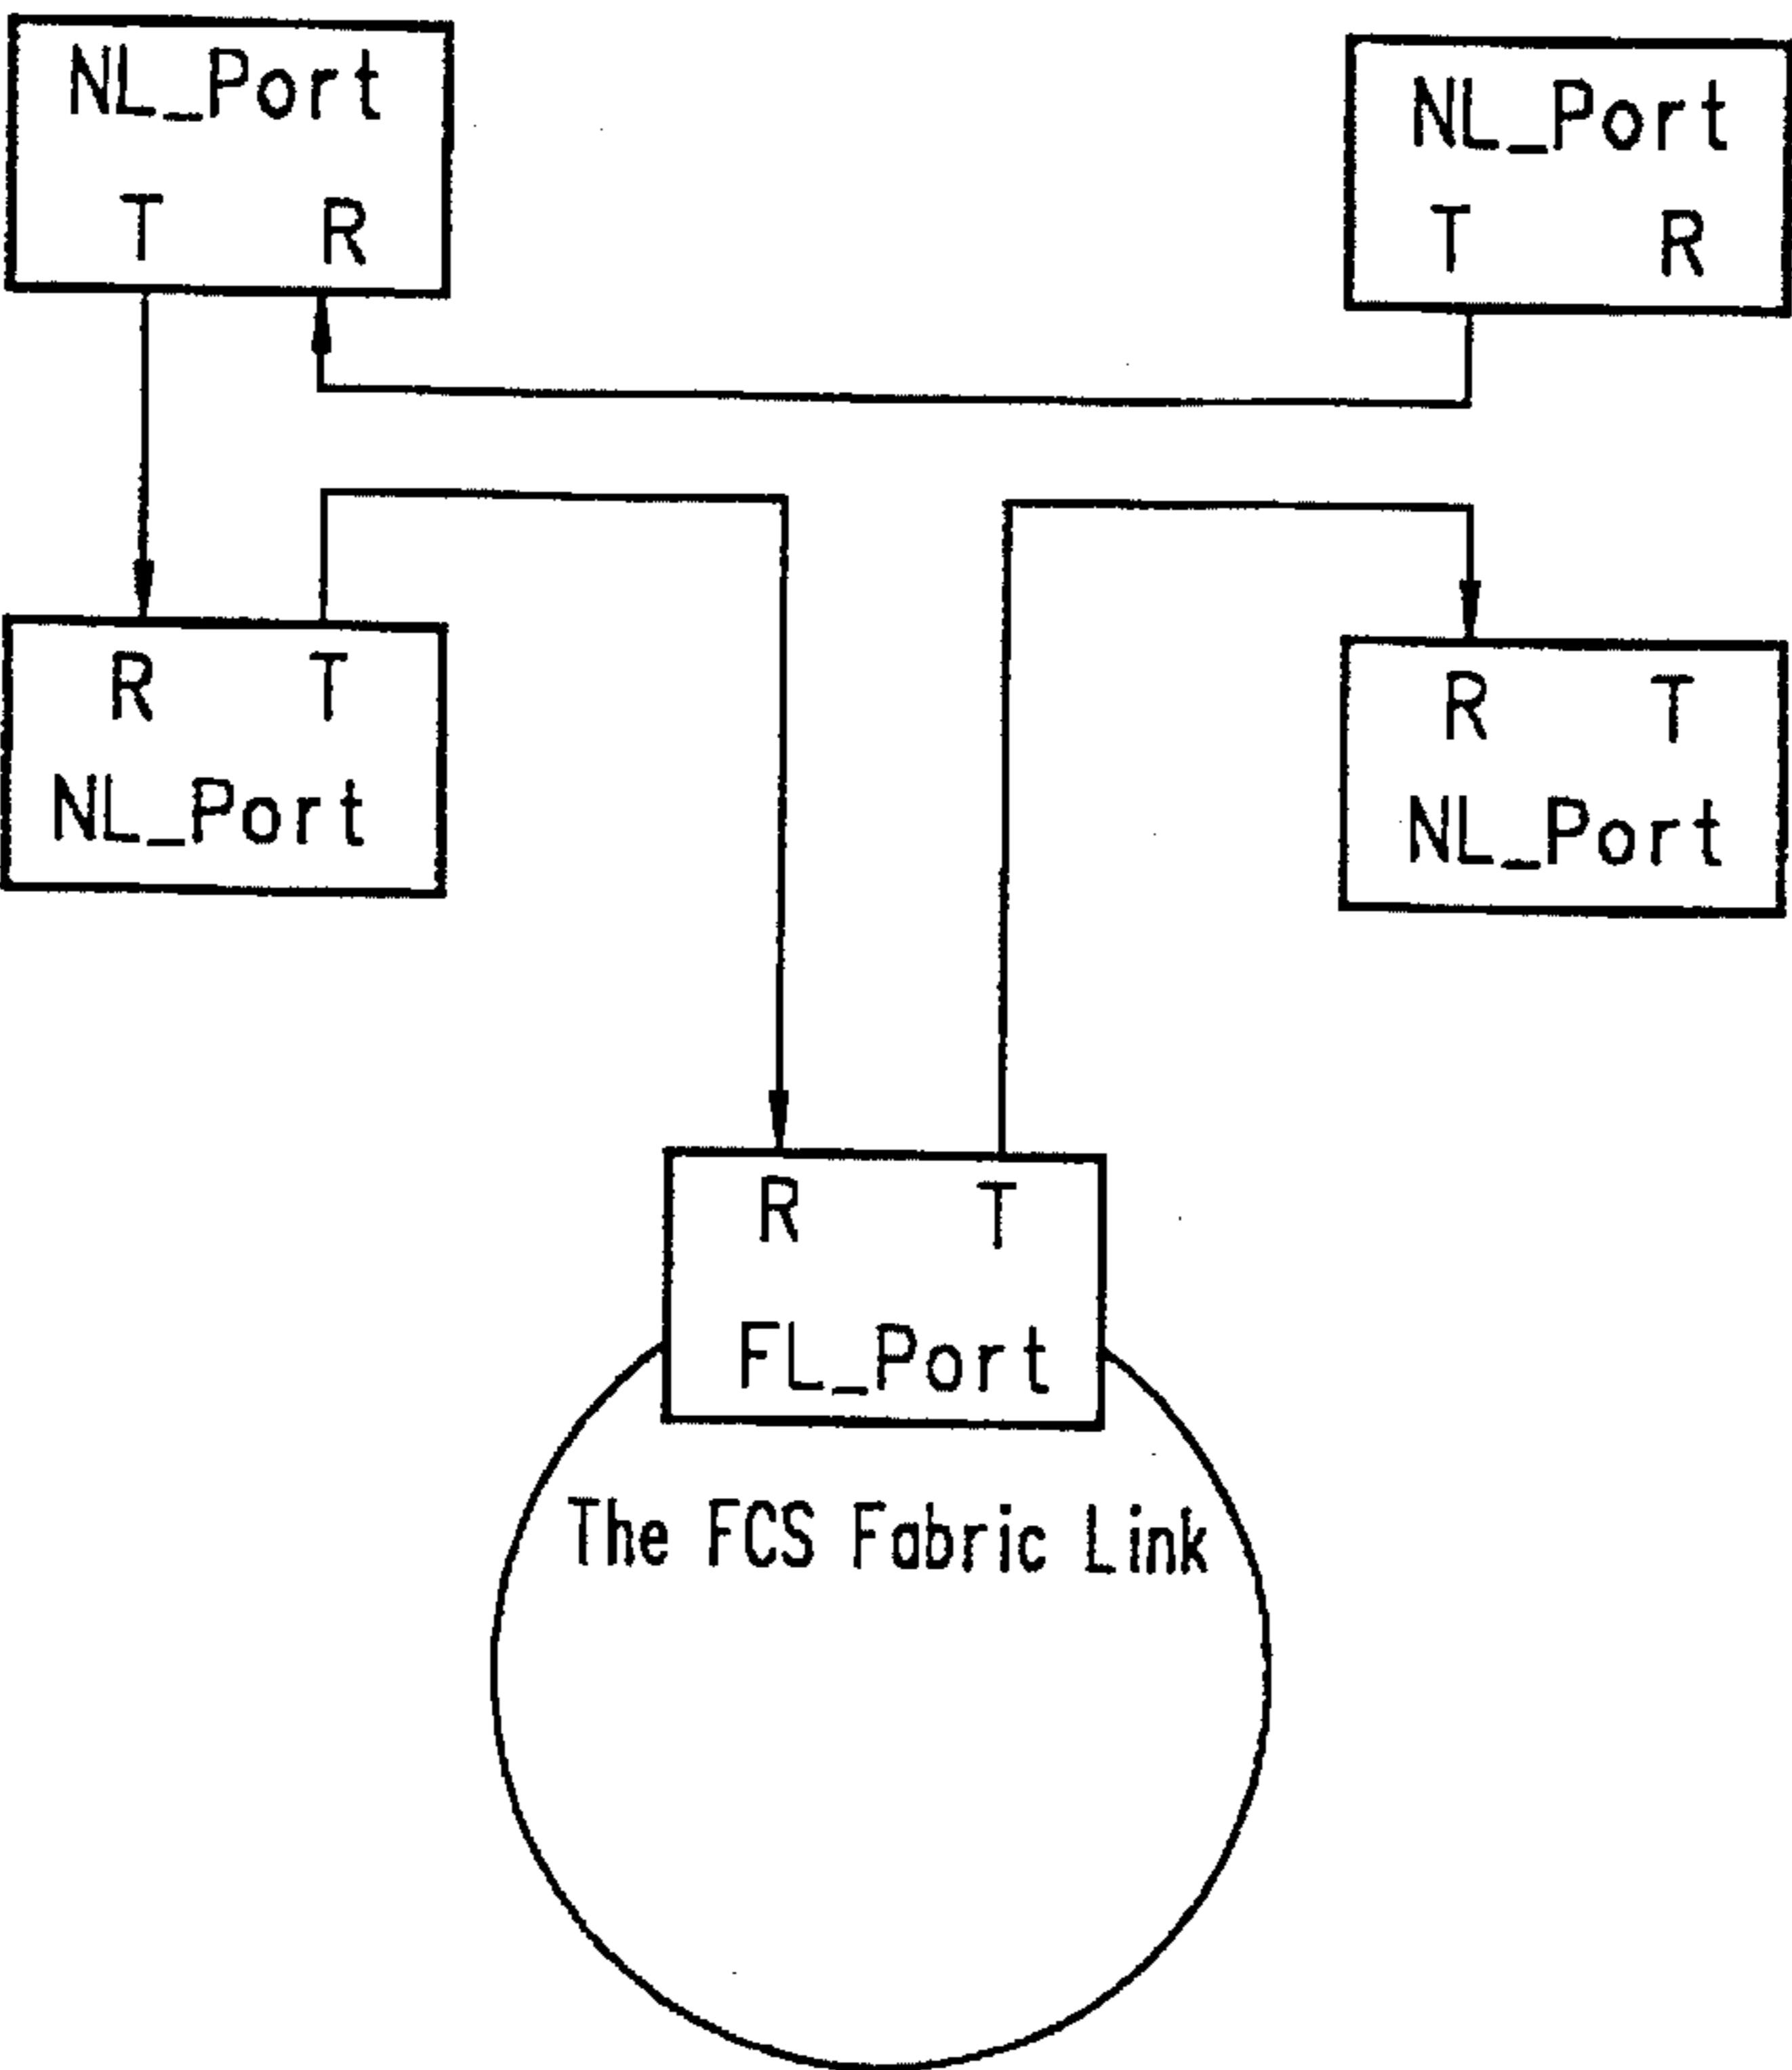 NL_Port
T R
NL_Port
T R
R T
NL_Port
R T
NL_Port
R T
FL_Port
The FCS Fabric Link